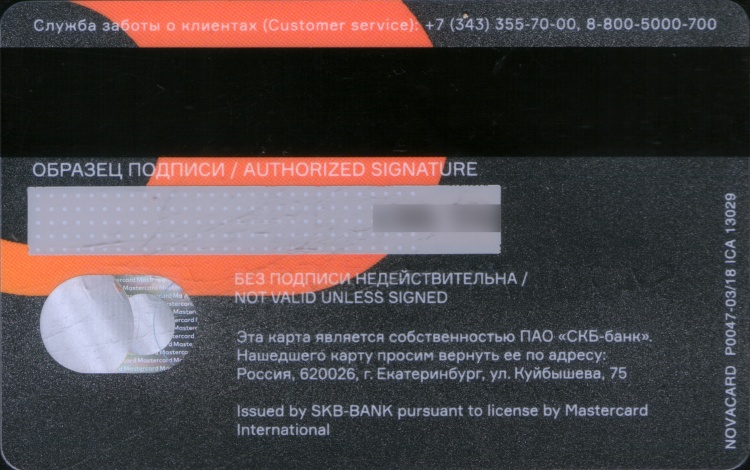 Служба заботы о клиентах (Customer service): +7 (343) 355-70-00, 8-800-5000-700
ОБРАЗЕЦ ПОДПИСИ / AUTHORIZED SIGNATURE
БЕЗ ПОДПИСИ НЕДЕЙСТВИТЕЛЬНА /
NOT VALID UNLESS SIGNED
Эта карта является собственностью ПАО «СКБ-банк».
Нашедшего карту просим вернуть ее по адресу:
Россия, 620026, г. Екатеринбург, ул. Куйбышева, 75
Issued by SKB-BANK pursuant to license by Mastercard
International
NOVACARD P0047-03/18 ICA 13029